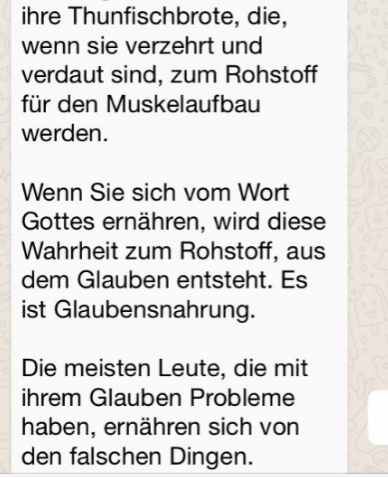 ihre Thunfischbrote, die,
wenn sie verzehrt und
verdaut sind, zum Rohstoff
für den Muskelaufbau
werden.
Wenn Sie sich vom Wort
Gottes ernähren, wird diese
Wahrheit zum Rohstoff, aus
dem Glauben entsteht. Es
ist Glaubensnahrung.
Die meisten Leute, die mit
ihrem Glauben Probleme
haben, ernähren sich von
den falschen Dingen.